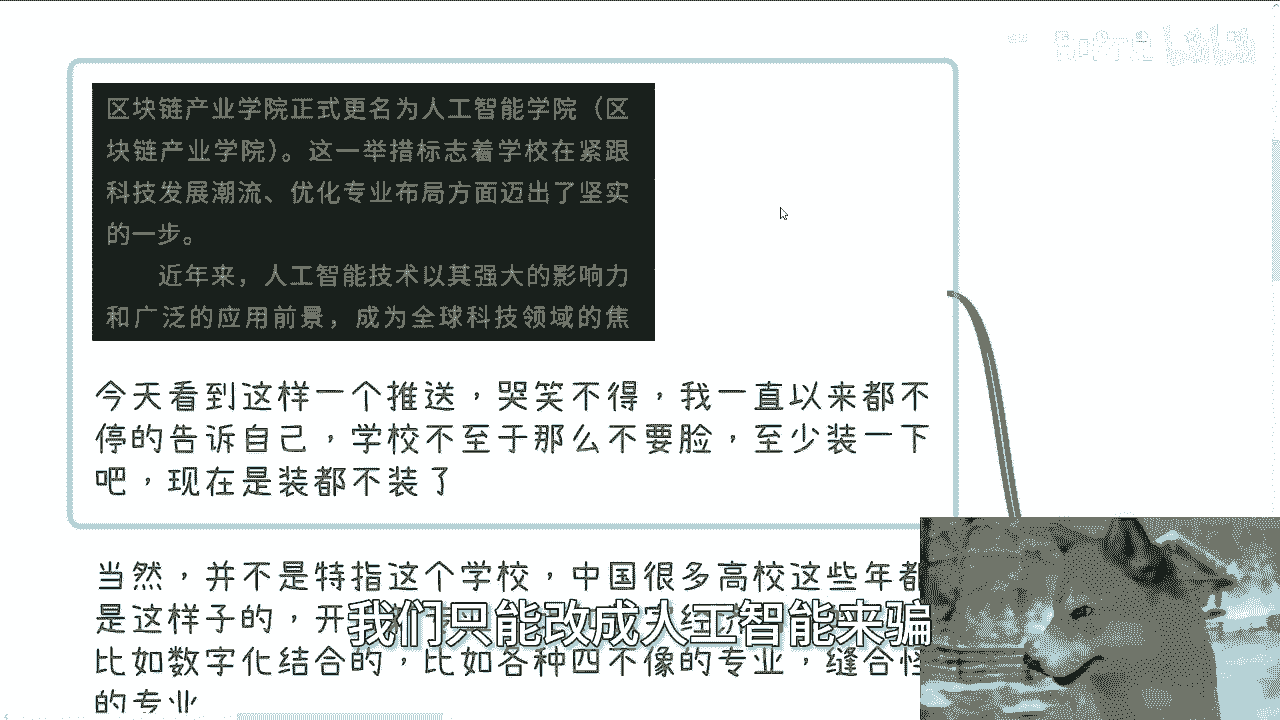 区块链产业学院正式更名为人工智能学院（区
块链产业学院）。这一举措标志着学校在紧跟
科技发展潮流、优化专业布局方面迈出了坚实
的一步。
近年来，人工智能技术以其强大的影响力
和广泛的应用前景，成为全球科技领域的焦
今天看到这样一个推送，哭笑不得，我一直以来都不
停的告诉自己，学校不至于那么不要脸，至少装一下
吧，现在是装都不装了
当然，并不是特指这个学校，中国很多高校这些年都
是这样子的，开
我们只能改成人工智能来骗
比如数字化结合的，比如各种四不像的专业，缝合怪
的专业